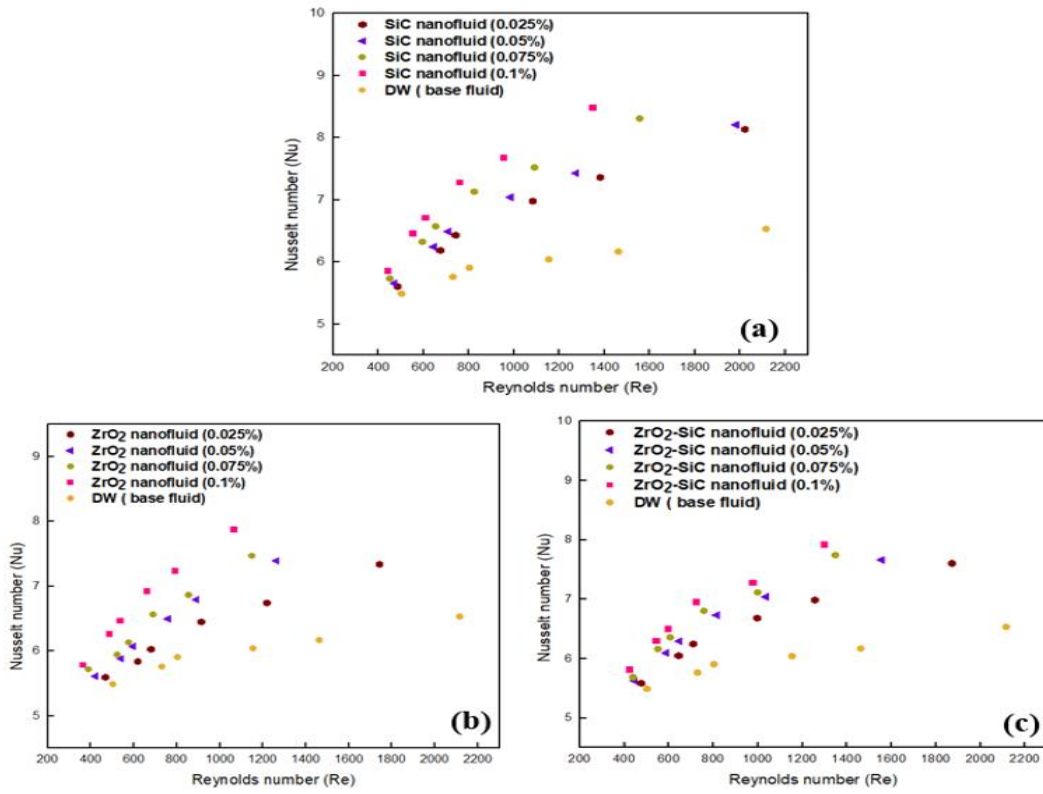 10
9
8
7
6
5
Nusselt number (Nu)
SiC nanofluid (0.025%)
SiC nanofluid (0.05%)
SiC nanofluid (0.075%)
SiC nanofluid (0.1%)
DW ( base fluid)
(a)
200 400 600 800 1000 1200 1400 1600 1800 2000 2200
Reynolds number (Re)
9
8
7
6
5
Nusselt number (Nu)
ZrO2 nanofluid (0.025%)
ZrO2 nanofluid (0.05%)
ZrO2 nanofluid (0.075%)
ZrO2 nanofluid (0.1%)
DW ( base fluid)
(b)
200 400 600 800 1000 1200 1400 1600 1800 2000 2200
Reynolds number (Re)
10
9
8
7
6
5
Nusselt number (Nu)
ZrO2-SiC nanofluid (0.025%)
ZrO2-SiC nanofluid (0.05%)
ZrO2-SiC nanofluid (0.075%)
ZrO2-SiC nanofluid (0.1%)
DW ( base fluid)
(c)
200 400 600 800 1000 1200 1400 1600 1800 2000 2200
Reynolds number (Re)